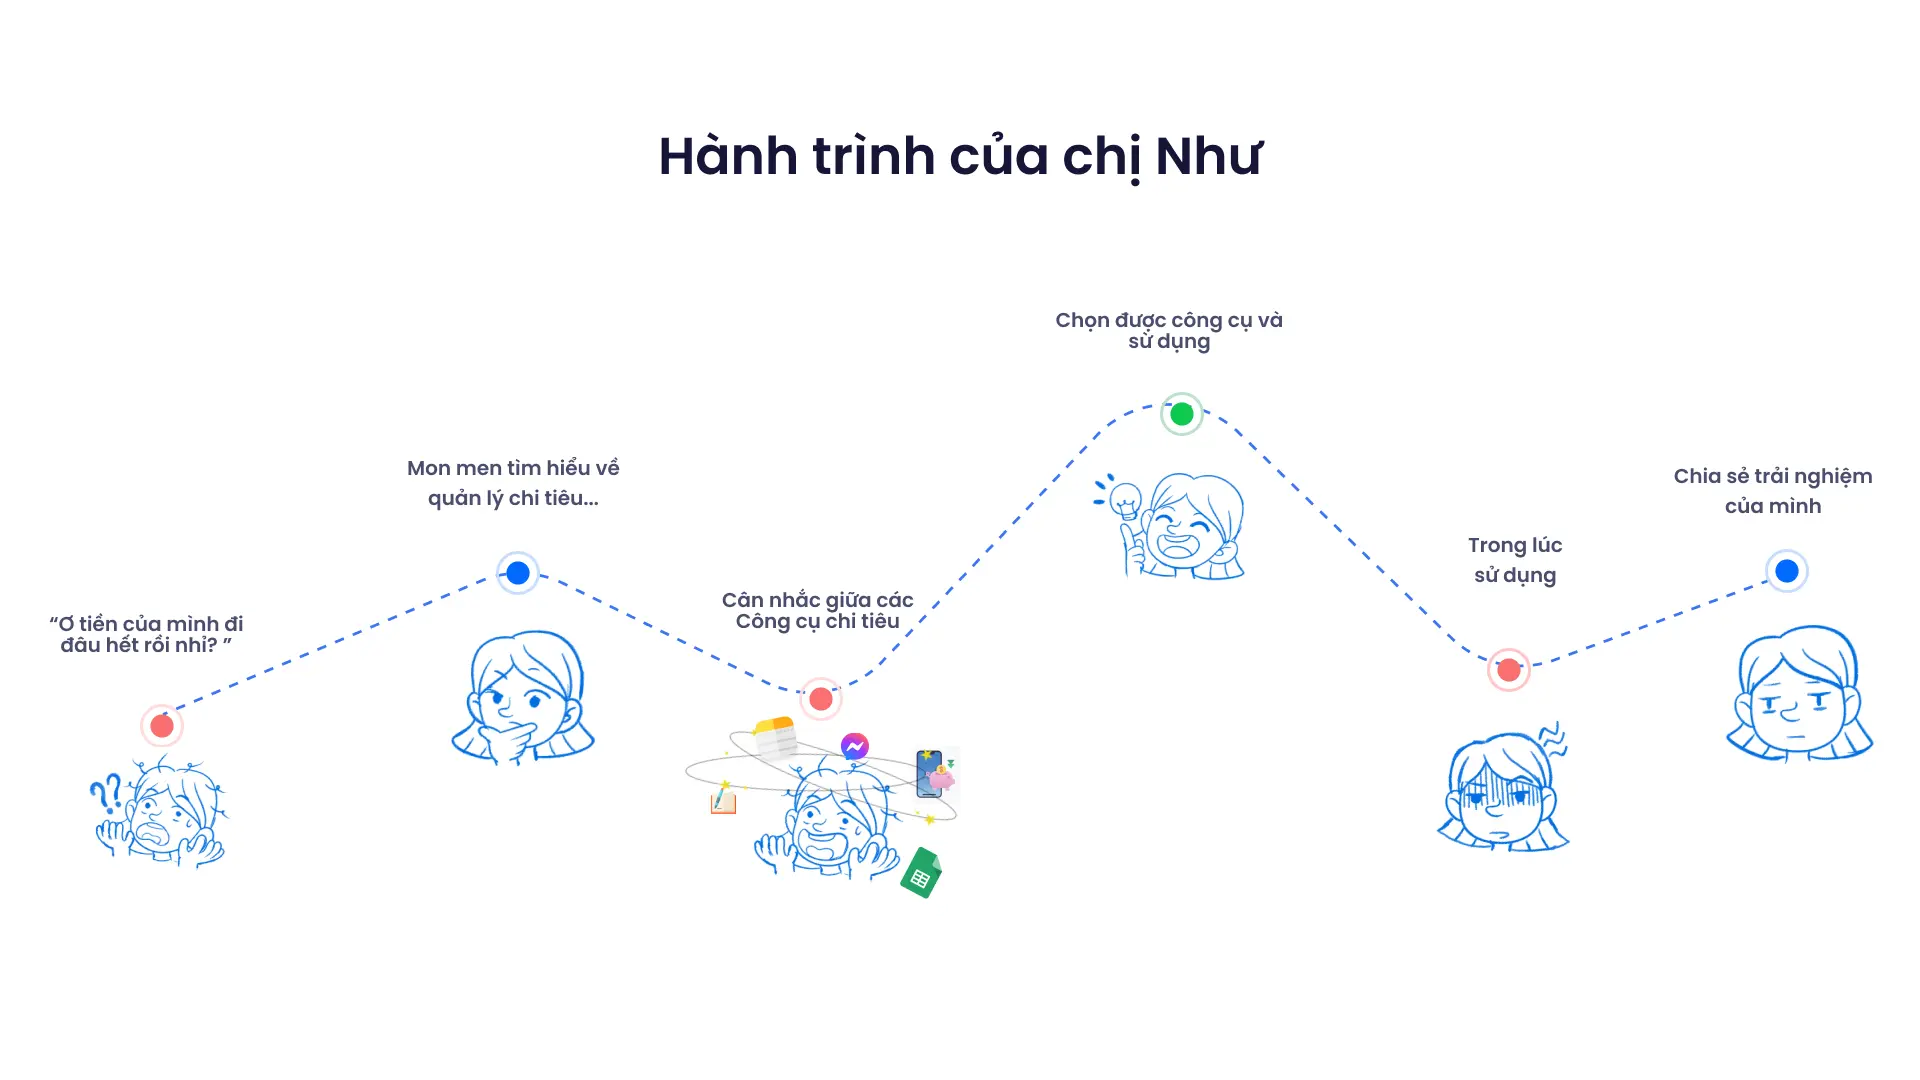 Hành trình của chị Như
Chọn được công cụ và
sử dụng
Mon men tìm hiểu về
quản lý chi tiêu...
Chia sẻ trải nghiệm
của mình
Trong lúc
sử dụng
Cân nhắc giữa các
Công cụ chi tiêu
“Ơ tiền của mình đi
đâu hết rồi nhỉ? ”
??